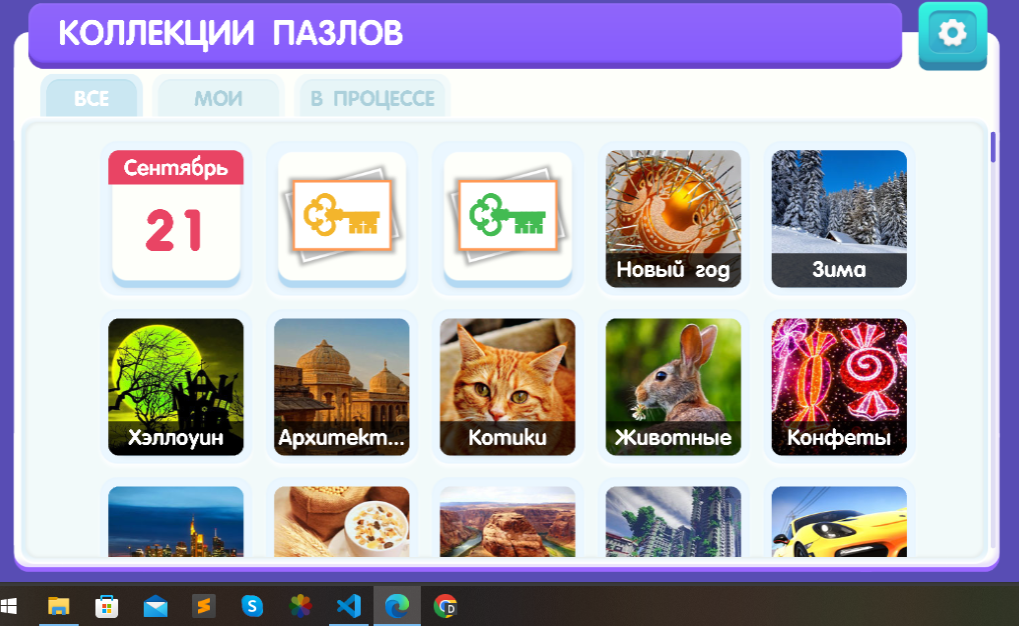 КОЛЛЕКЦИИ ПАЗЛОВ
ВСЕ
МОИ
В ПРОЦЕССЕ
Сентябрь
21
Новый год
Зима
Хэллоуин
Архитект...
Котики
Животные
Конфеты
S
S
D